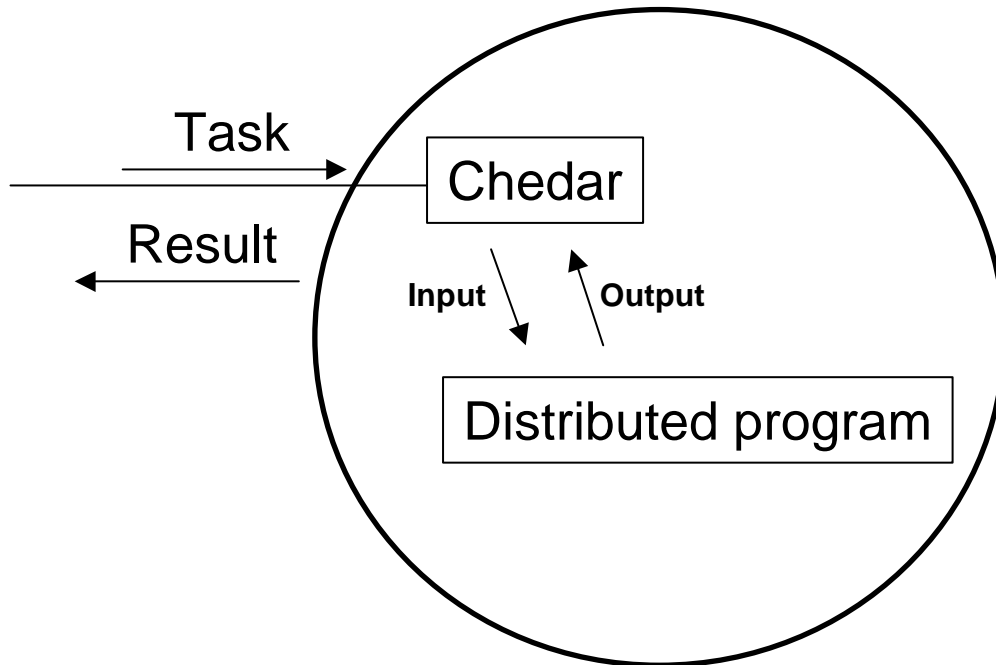 Task
Chedar
Result
Input
Output
Distributed program